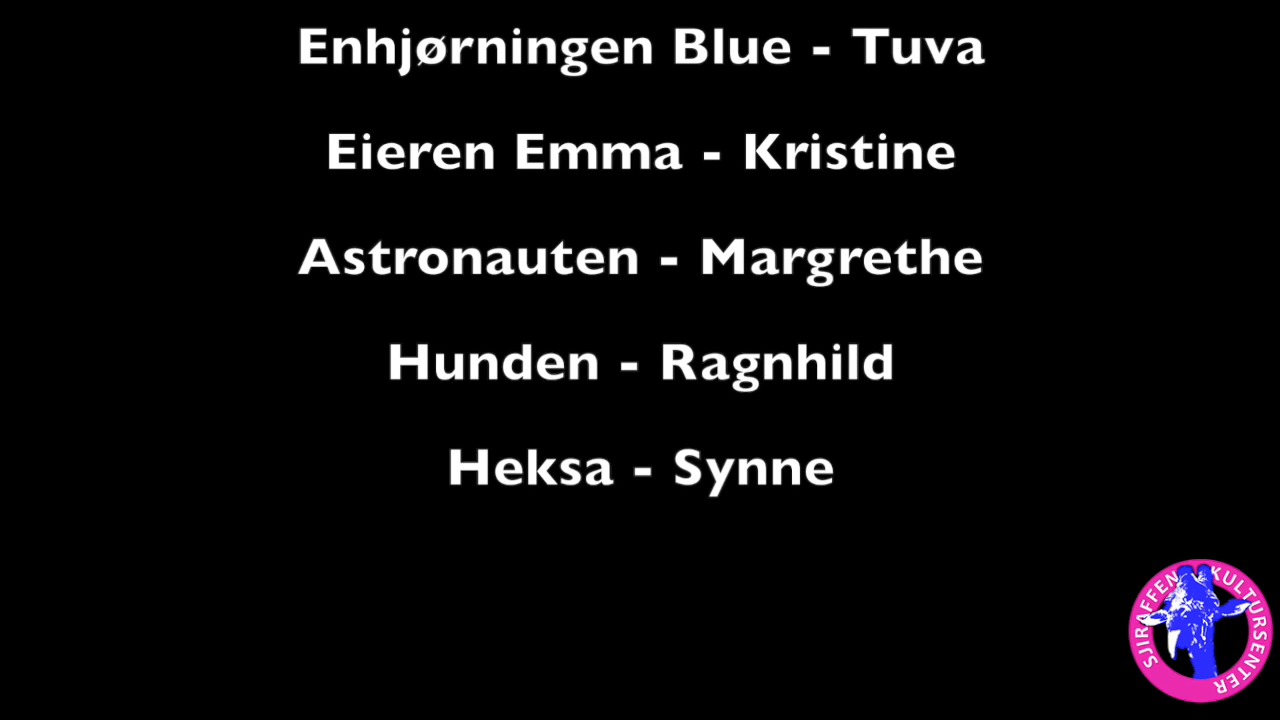 Enhjørningen Blue - Tuva
Eieren Emma - Kristine
Astronauten - Margrethe
Hunden - Ragnhild
Heksa - Synne
SJIRAFFEN KULTURSENTER